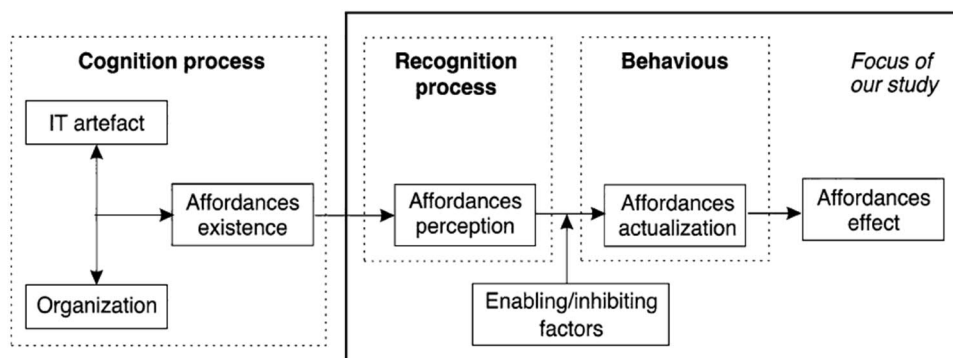 Cognition process
IT artefact
Affordances
existence
Organization
Recognition
process
Affordances
perception
Enabling/inhibiting
factors
Behavious
Affordances
actualization
Focus of
our study
Affordances
effect